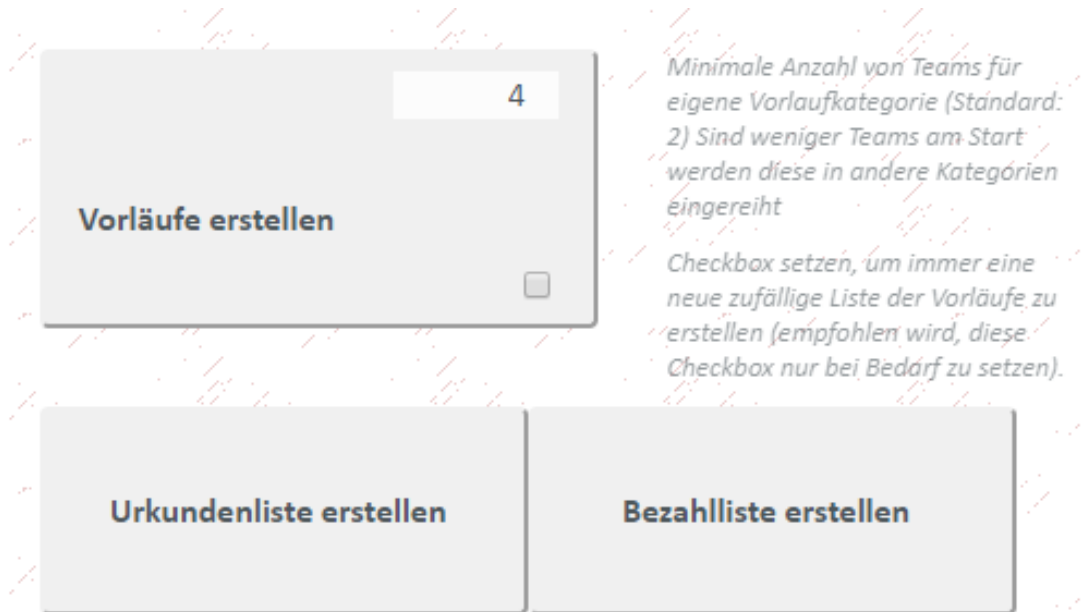 4
Vorläufe erstellen
Minimale Anzahl von Teams für
eigene Vorlaufkategorie (Standard:
2) Sind weniger Teams am Start
werden diese in andere Kategorien
eingereiht
Checkbox setzen, um immer eine
neue zufällige Liste der Vorläufe zu
erstellen (empfohlen wird, diese
Checkbox nur bei Bedarf zu setzen).
Urkundenliste erstellen
Bezahlliste erstellen